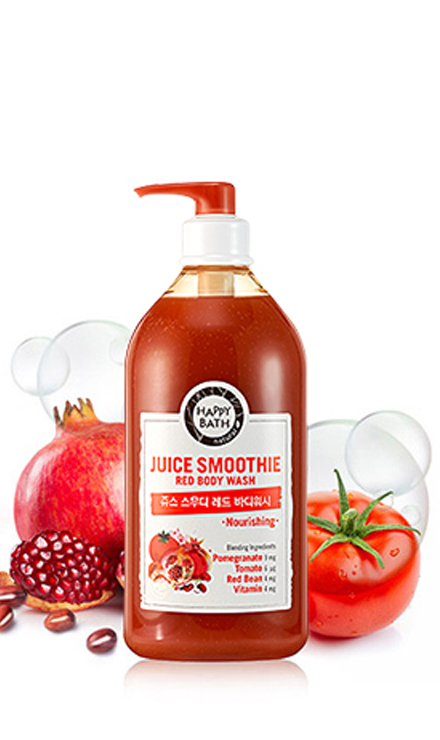 HAPPY
BATH
natural
JUICE SMOOTHIE
RED BODY WASH
쥬스 스무디 레드 바디워시
·Nourishing·
Blending Ingredients
Pomegranate
Tomato
Red Bean
Vitamin